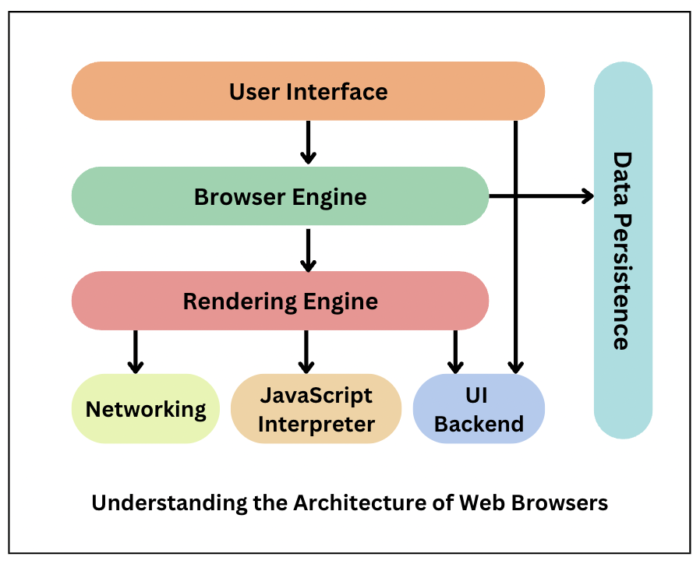 User Interface
Browser Engine
Data Persistence
Rendering Engine
Networking
JavaScript
Interpreter
UI
Backend
Understanding the Architecture of Web Browsers